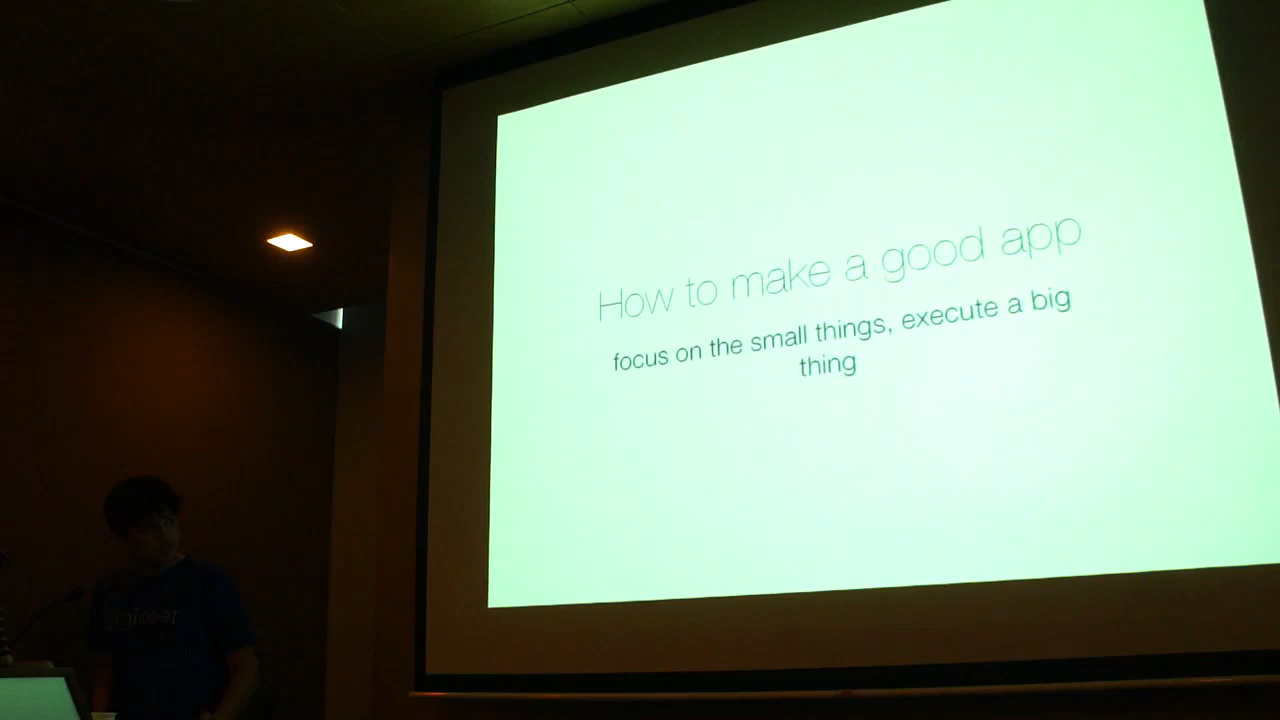 How to make a good app
focus on the small things, execute a big
thing